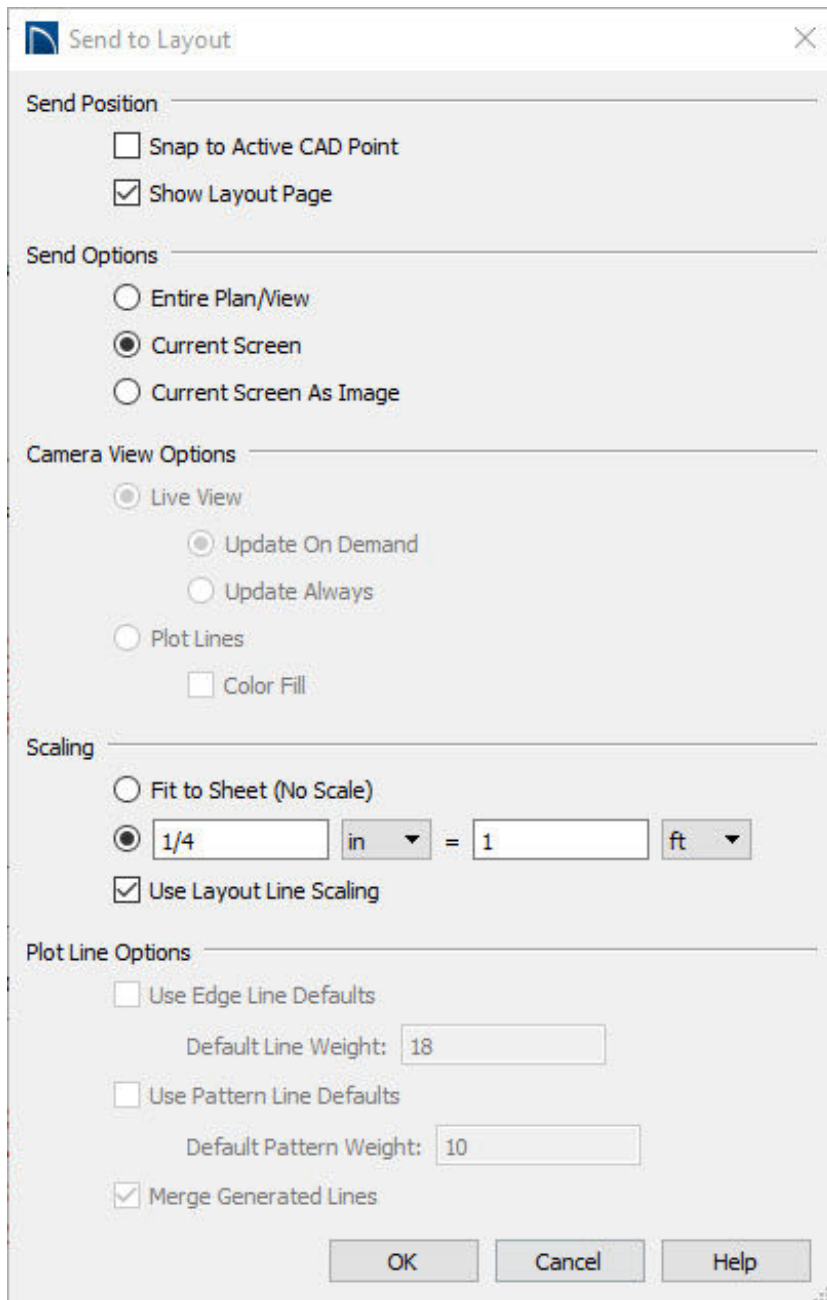 Send to Layout
Send Position
Snap to Active CAD Point
Show Layout Page
Send Options
Entire Plan/View
Current Screen
Current Screen As Image
Camera View Options
Live View
Update On Demand
Update Always
Plot Lines
Color Fill
Scaling
Fit to Sheet (No Scale)
1/4 in = 1 ft
Use Layout Line Scaling
Plot Line Options
Use Edge Line Defaults
Default Line Weight: 18
Use Pattern Line Defaults
Default Pattern Weight: 10
Merge Generated Lines
OK Cancel Help